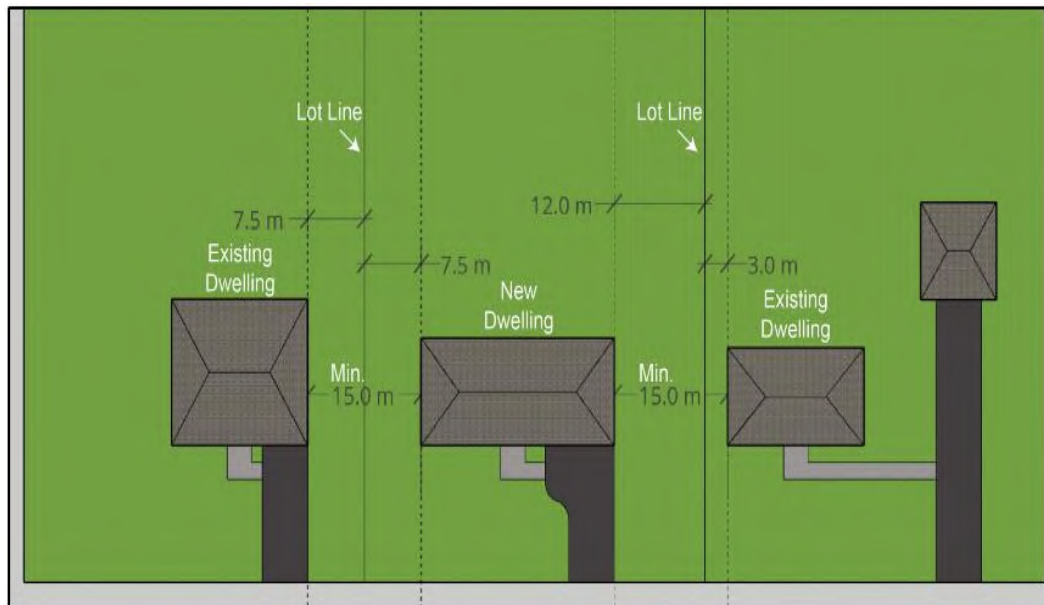 Lot Line
Lot Line
7.5 m
12.0 m
Existing
Dwelling
7.5 m
3.0 m
New
Dwelling
Existing
Dwelling
Min.
15.0 m
Min.
15.0 m